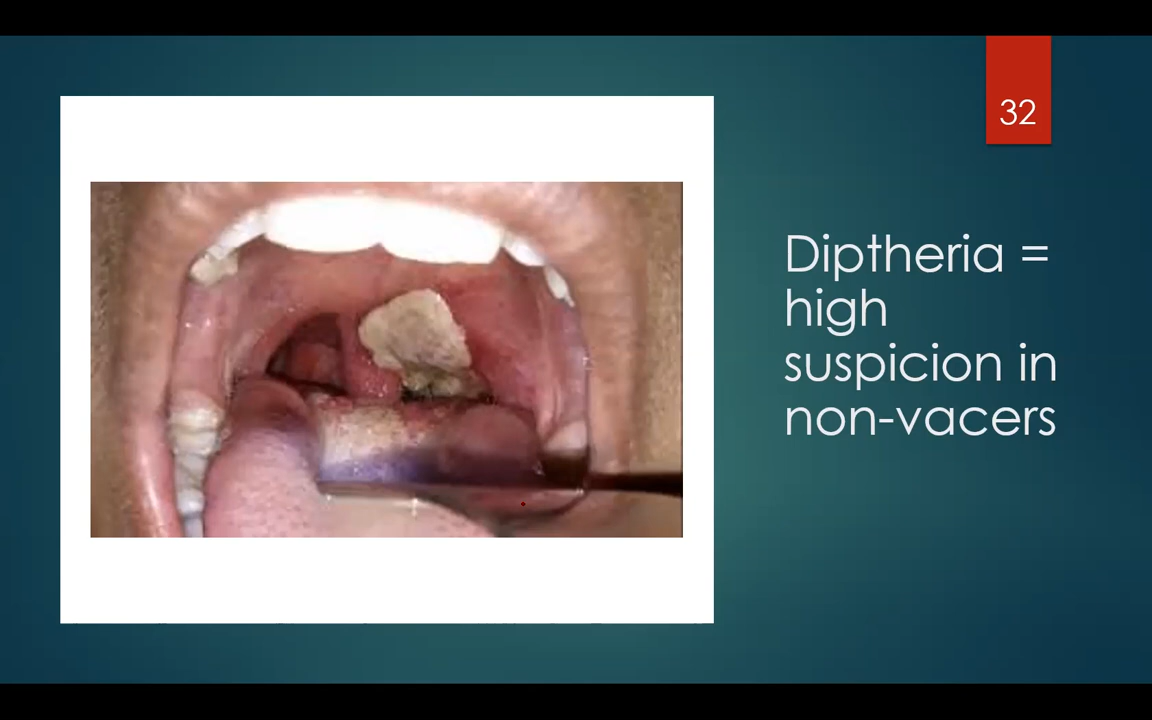 32
Diptheria =
high
suspicion in
non-vacers